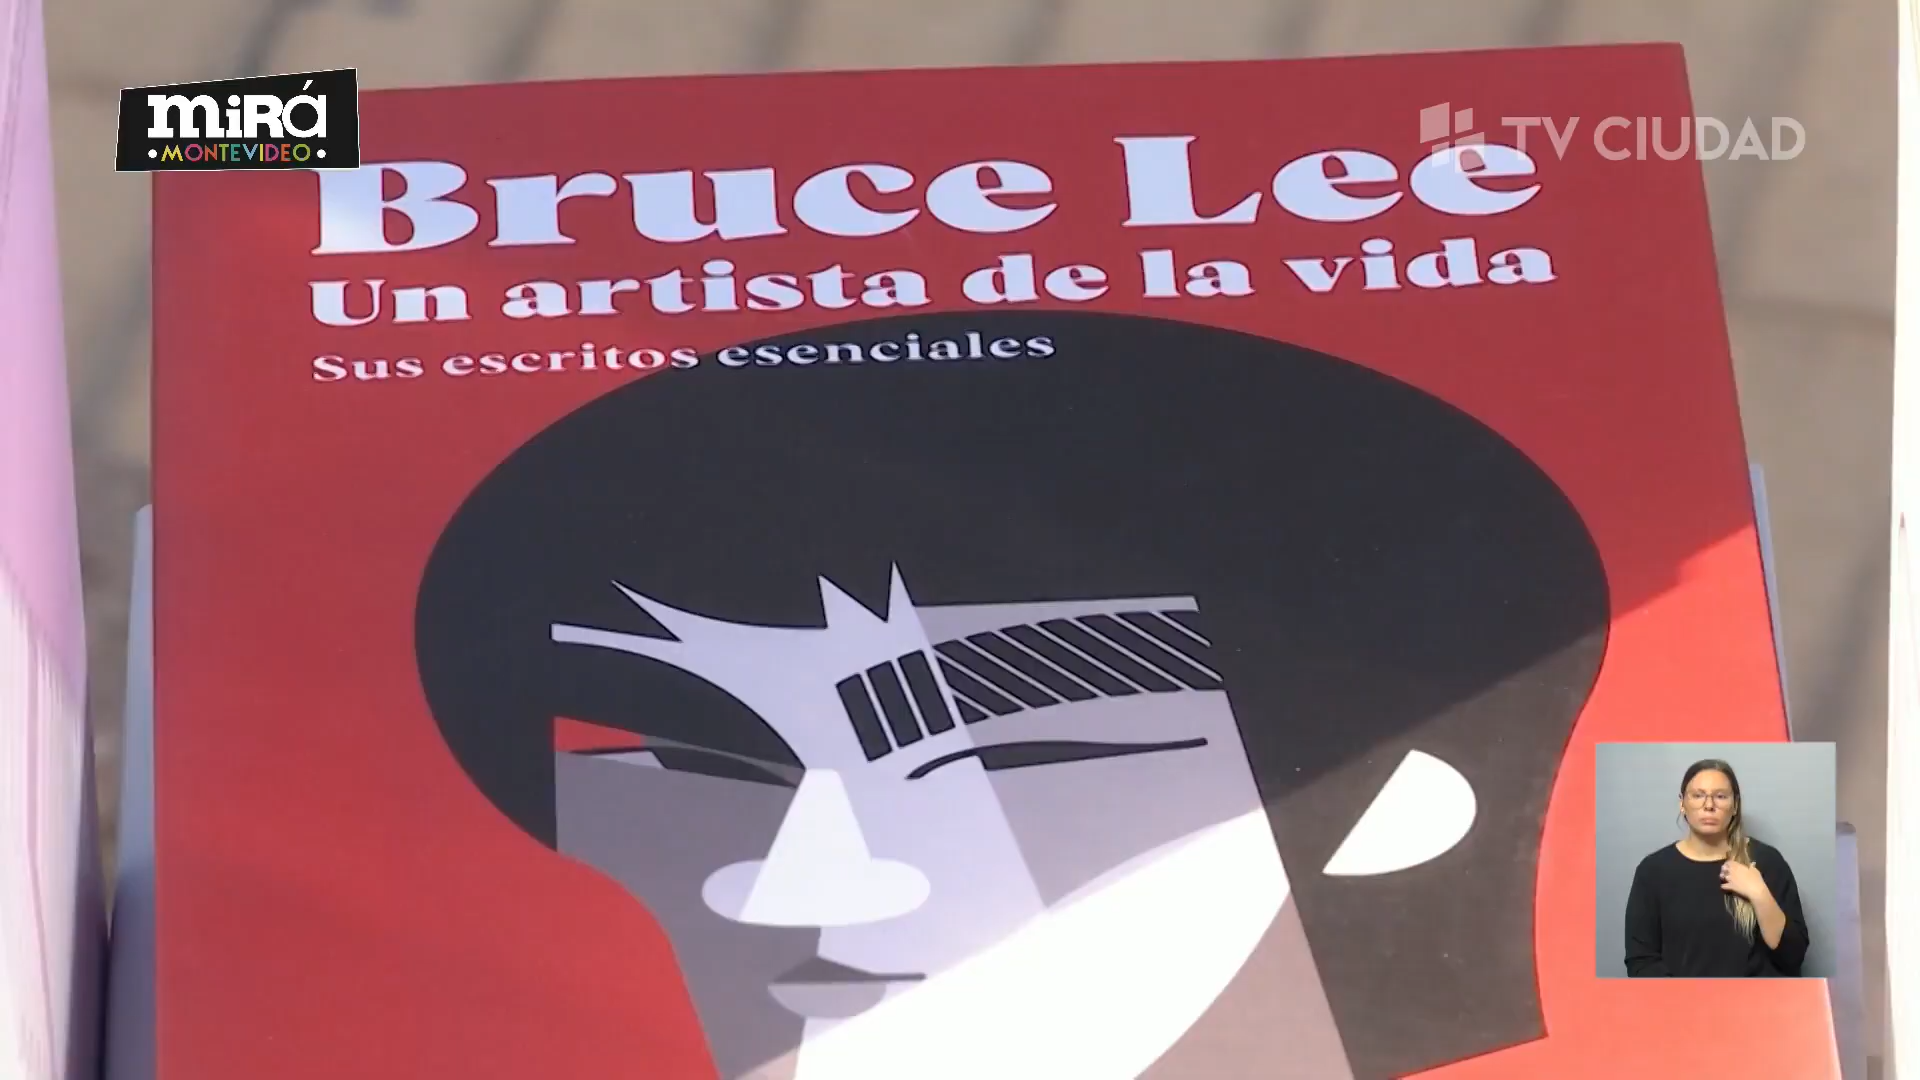 MiRÁ
•MONTEVIDEO•
TV CIUDAD
Bruce Lee
Un artista de la vida
Sus escritos esenciales